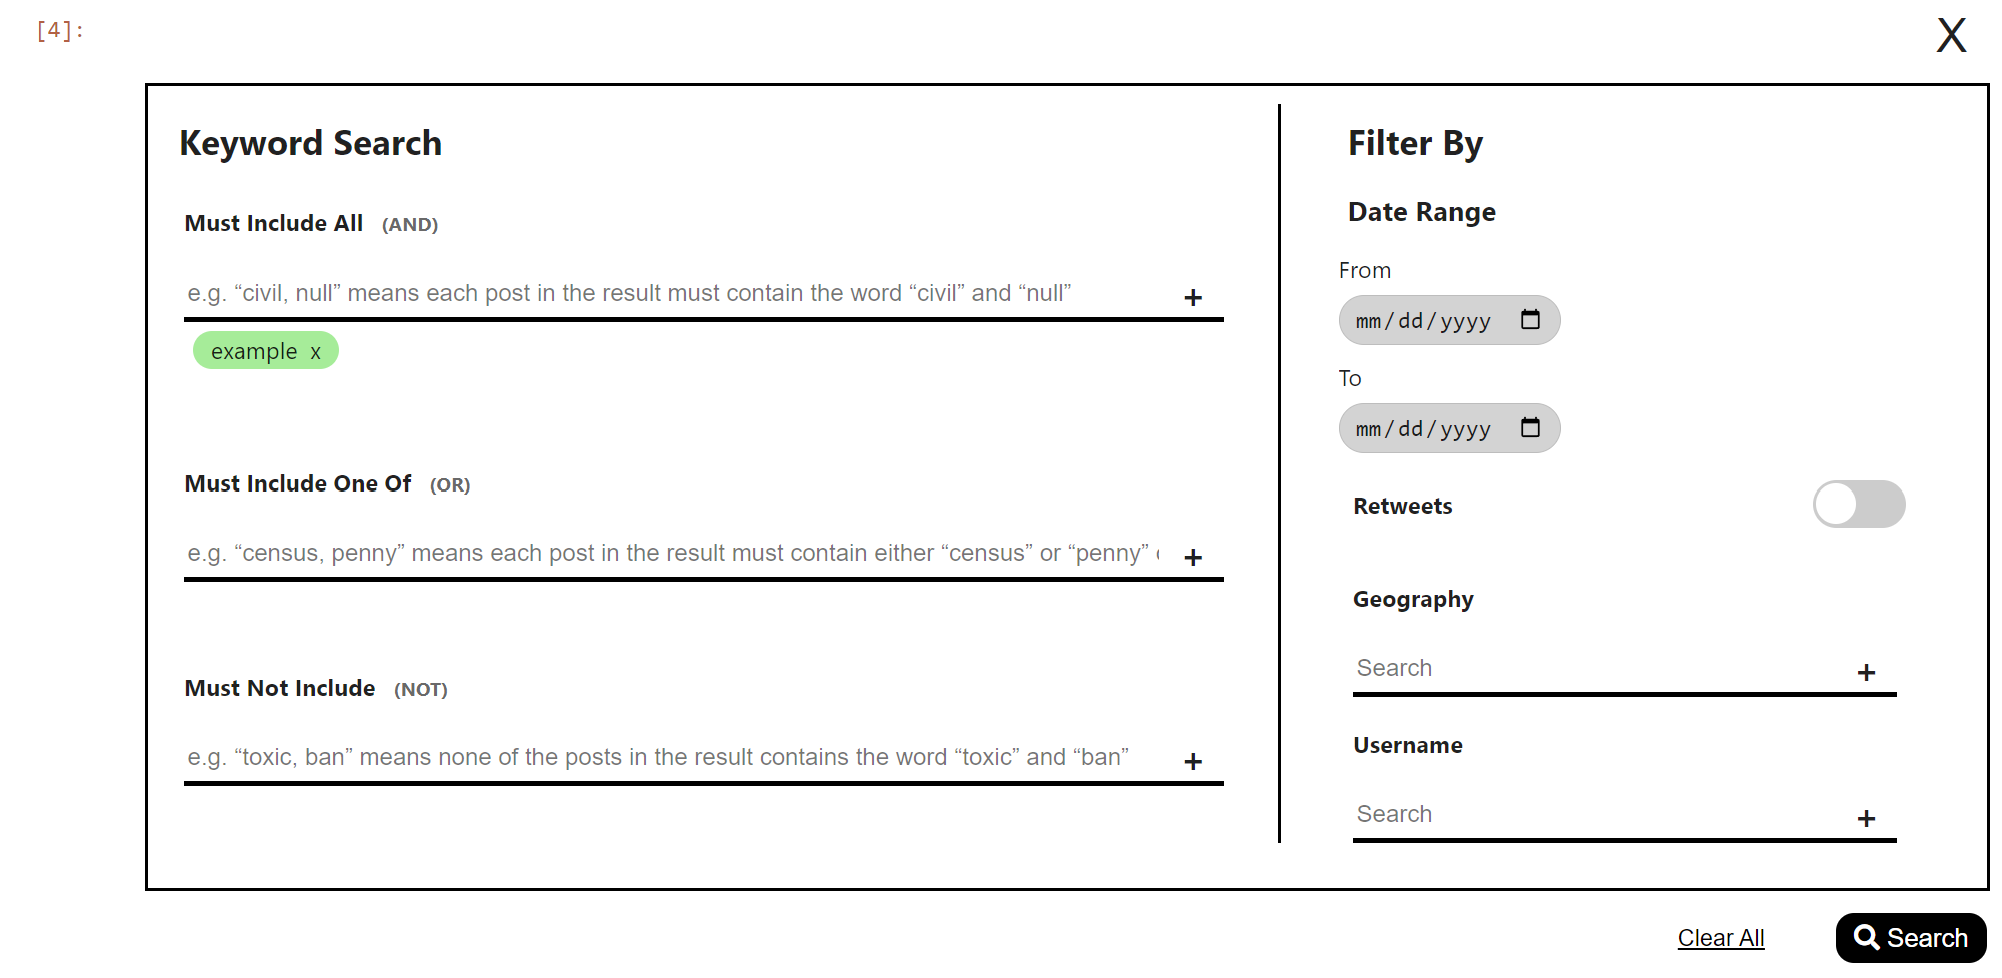 [4]:
X
Keyword Search
Must Include All (AND)
e.g. “civil, null” means each post in the result must contain the word “civil” and “null”
+
example x
Must Include One Of (OR)
e.g. “census, penny” means each post in the result must contain either “census” or “penny”
+
Must Not Include (NOT)
e.g. “toxic, ban” means none of the posts in the result contains the word “toxic” and “ban”
+
Filter By
Date Range
From
mm/dd/yyyy
To
mm/dd/yyyy
Retweets
Geography
Search
+
Username
Search
+
Clear All
Search